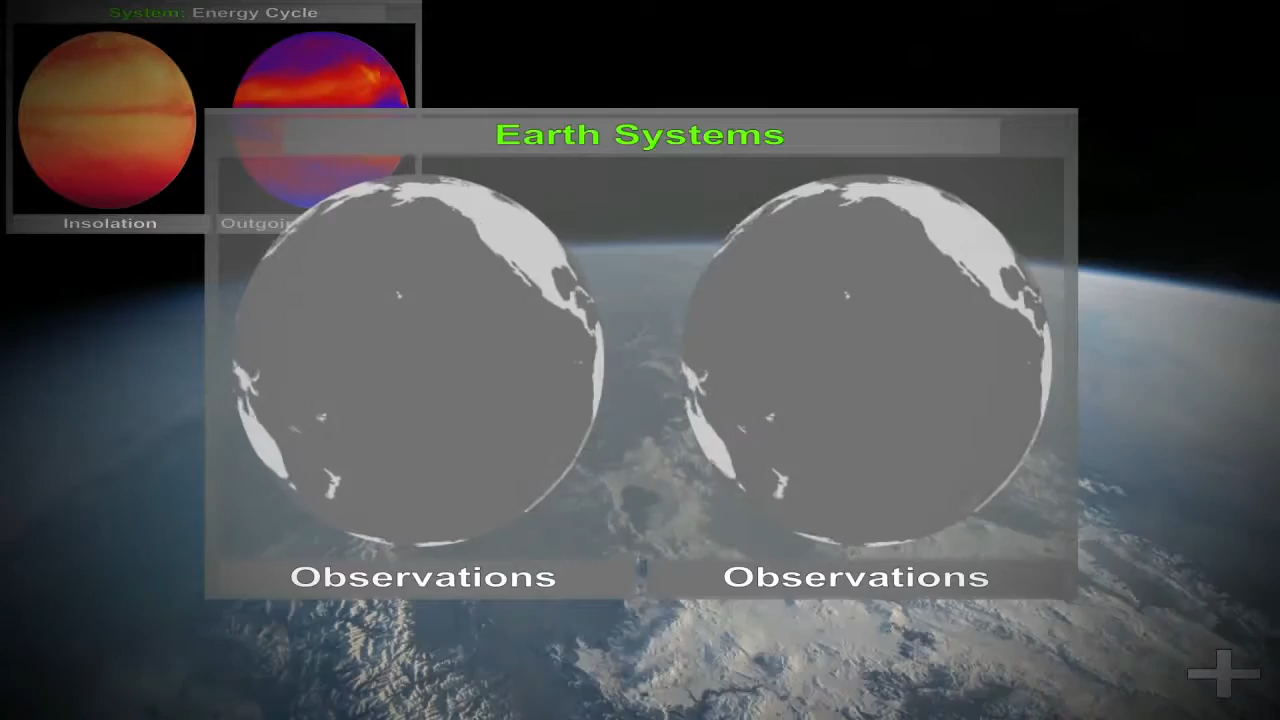 System: Energy Cycle
Earth Systems
Insolation
Observations
Observations